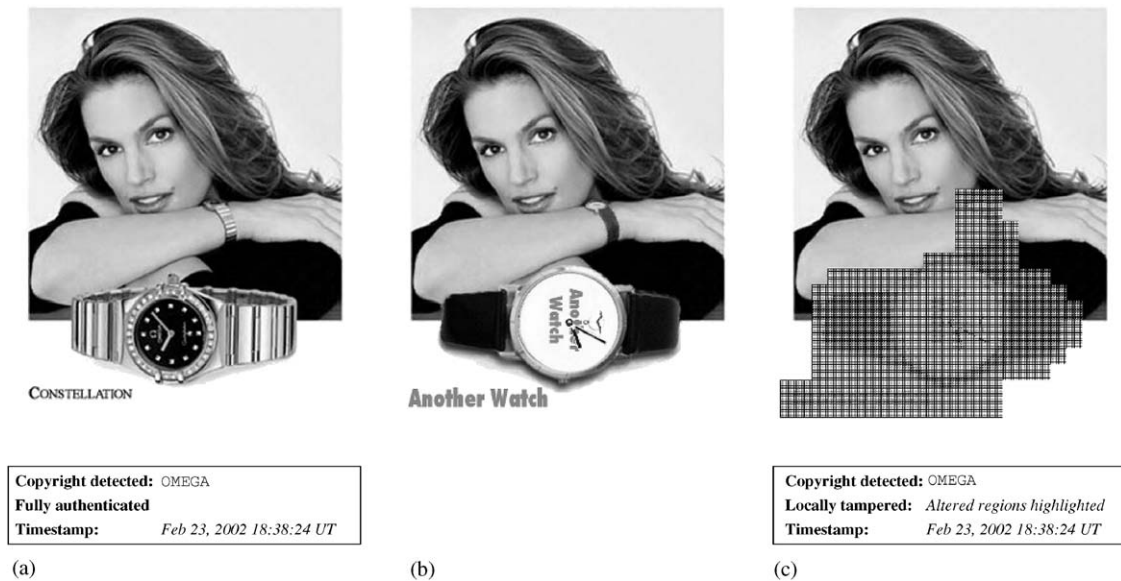 CONSTELLATION
Another
Watch
Another Watch
Copyright detected: OMEGA
Fully authenticated
Timestamp: Feb 23, 2002 18:38:24 UT
Copyright detected: OMEGA
Locally tampered: Altered regions highlighted
Timestamp: Feb 23, 2002 18:38:24 UT
(a)
(b)
(c)